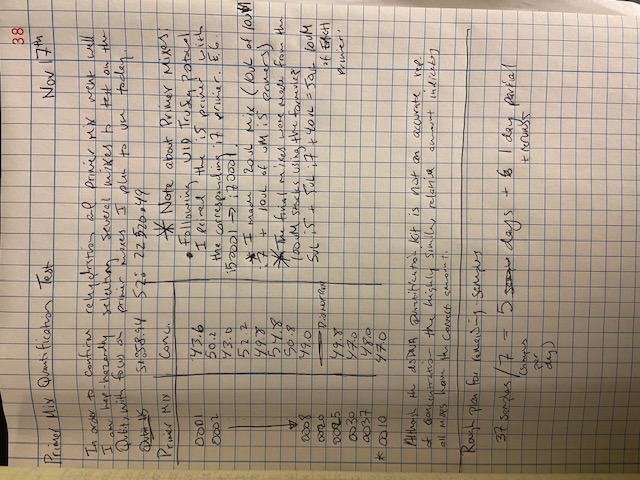 38
Primer Mix Quantification Test Nov 17th
In order to confirm rehydration of primer mix went well
I am hap-hazardly selecting several mixes to test on the
Qubit, with focus on primer mixes I plan to use today.
Qubit HS S1: 58.94 S2: 22520.49
Primer Mix Conc.
0001 43.6
0002 50.2
43.0
52.2
49.8
54.8
50.8
0008 49.0
0020 Did not Run
0025 49.8
0030 47.0
0037 48.0
* 0010 47.0
* Note about Primer Mixes:
• Following UID TruSeq protocol
I paired the i5 primer with
the corresponding i7 primer. E.G.
i50001 → i70001.
* I made 20uL mix (10uL of 10uM
i7 + 10uL of uM i5 primers)
* The final mixes were made from the
100uM stocks using the formula
5uL i5 + 5uL i7 + 40uL = 50uL 10uM
of EACH
primer.
Although the dsDNA quantification kit is not an accurate rep.
of concentration the highly similar relative amount indicates
all mixes have the correct amount.
Rough plan for remaining samples
37 samples / 7 = 5 days + 1 day partial
(samples per day) + reruns